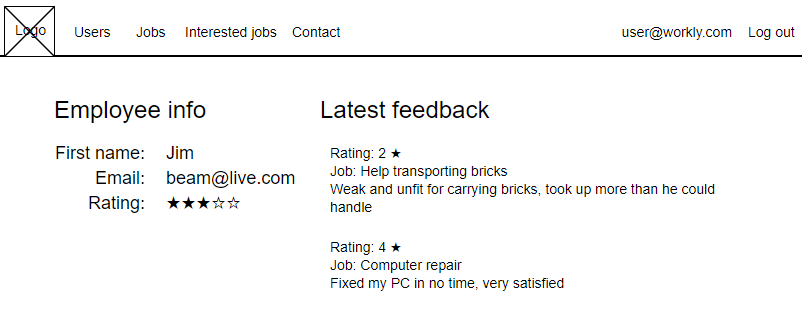 Logo Users Jobs Interested jobs Contact user@workly.com Log out
Employee info
First name: Jim
Email: beam@live.com
Rating: ★★★☆☆
Latest feedback
Rating: 2 ★
Job: Help transporting bricks
Weak and unfit for carrying bricks, took up more than he could
handle
Rating: 4 ★
Job: Computer repair
Fixed my PC in no time, very satisfied